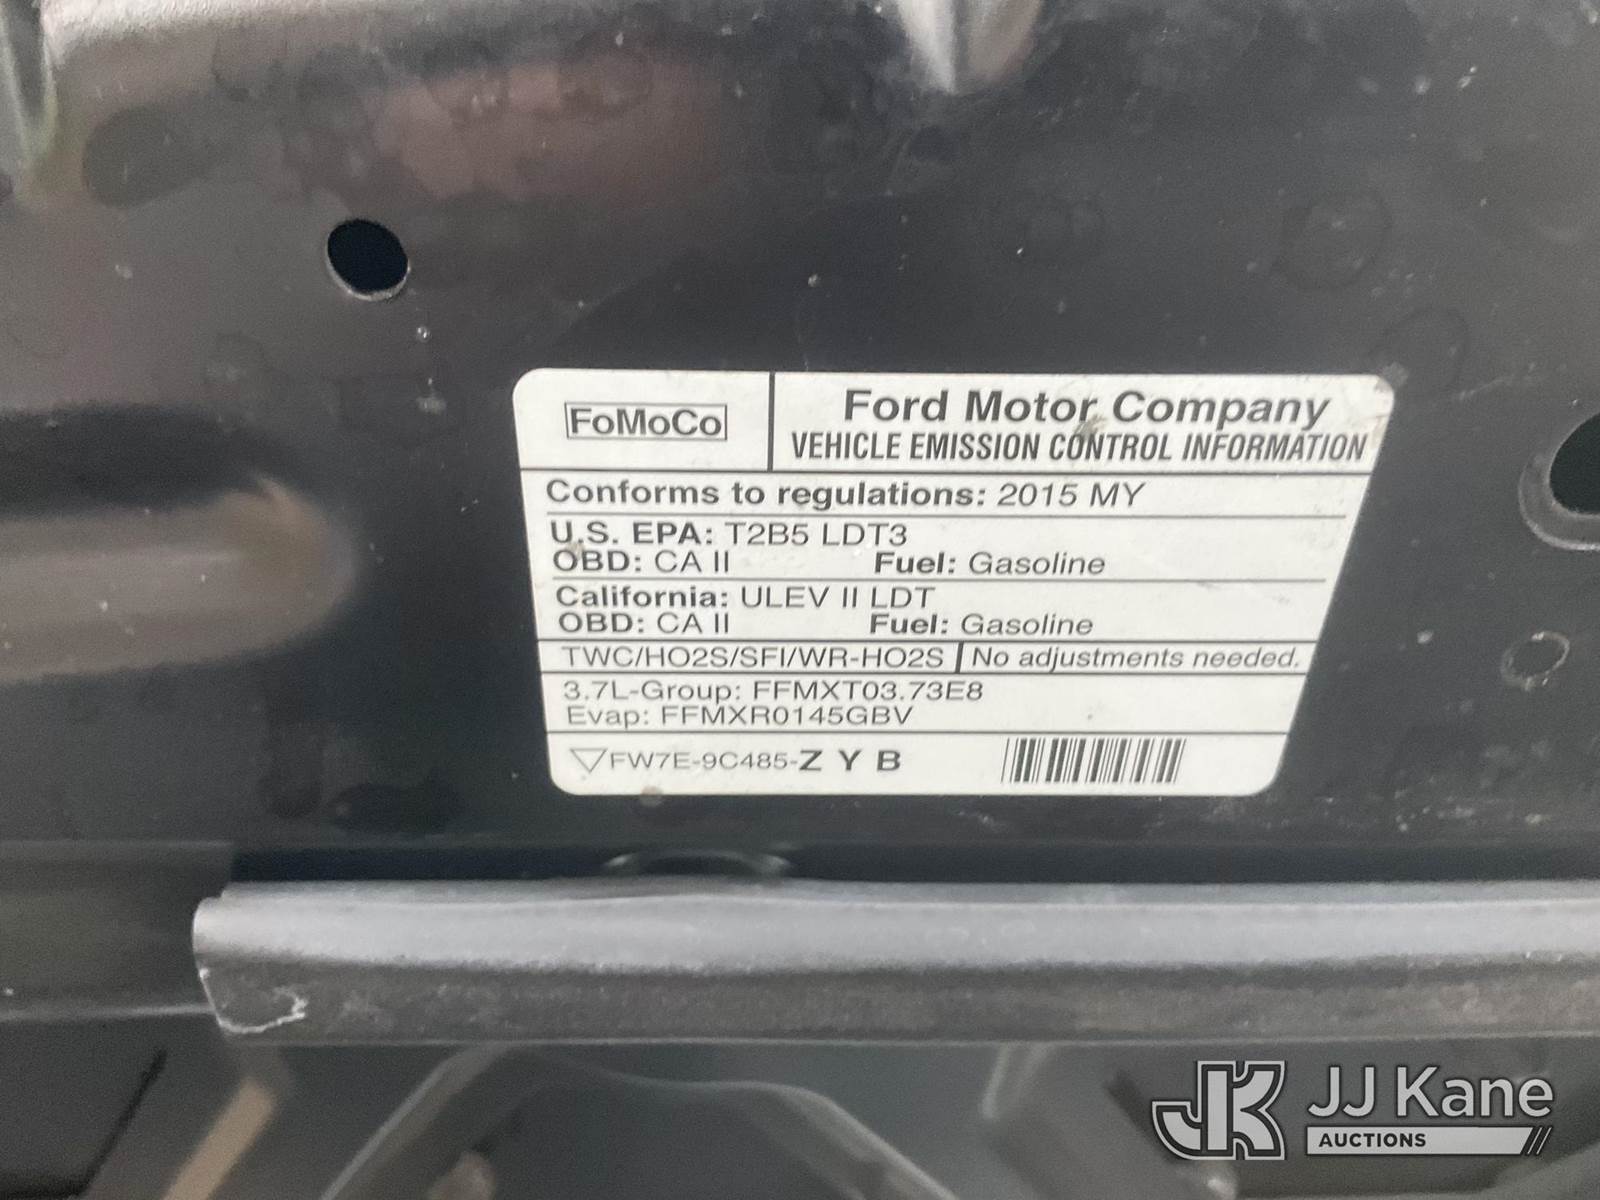 FoMoCo
Ford Motor Company
VEHICLE EMISSION CONTROL INFORMATION
Conforms to regulations: 2015 MY
U.S. EPA: T2B5 LDT3
OBD: CA II Fuel: Gasoline
California: ULEV II LDT
OBD: CA II Fuel: Gasoline
TWC/HO2S/SFI/WR-HO2S No adjustments needed.
3.7L-Group: FFMXT03.73E8
Evap: FFMXR0145GBV
FW7E-9C485-Z Y B
JK JJ Kane
AUCTIONS